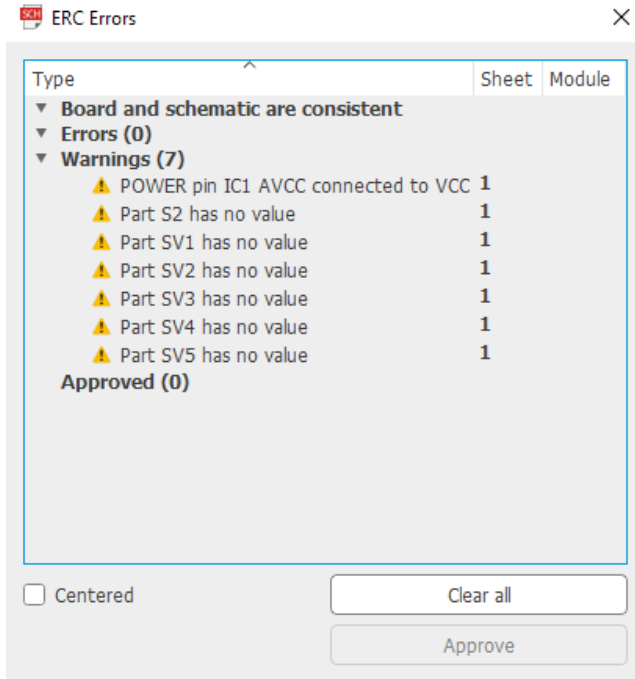 SCH ERC Errors
Type Sheet Module
Board and schematic are consistent
Errors (0)
Warnings (7)
POWER pin IC1 AVCC connected to VCC 1
Part S2 has no value 1
Part SV1 has no value 1
Part SV2 has no value 1
Part SV3 has no value 1
Part SV4 has no value 1
Part SV5 has no value 1
Approved (0)
Centered Clear all
Approve